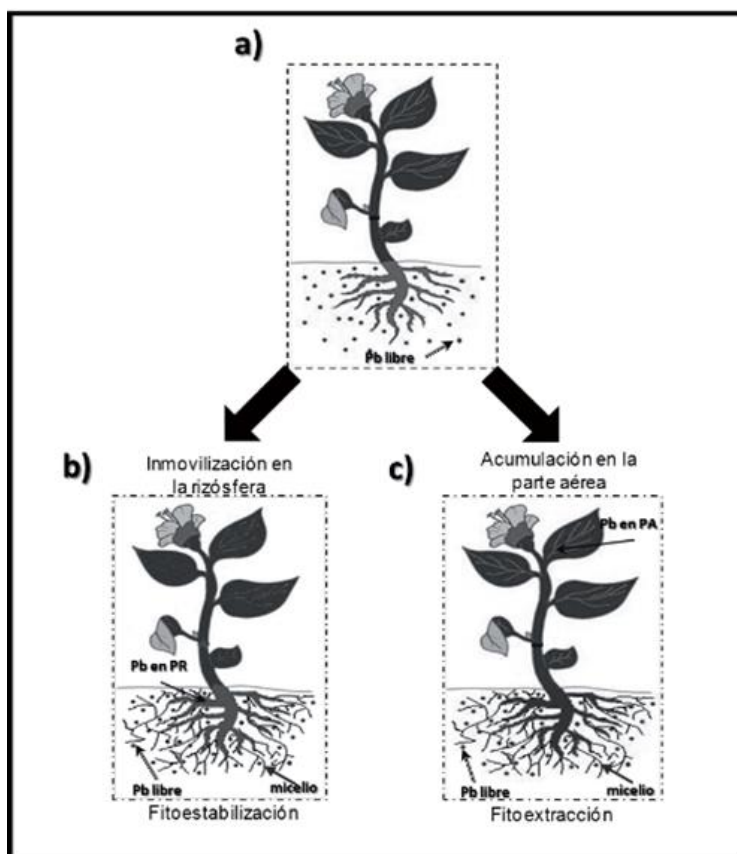 a)
Pb libre
b)
Inmovilización en
la rizósfera
Pb en PR
Pb libre
micelio
Fitoestabilización
c)
Acumulación en la
parte aérea
Pb en PA
Pb libre
micelio
Fitoextracción